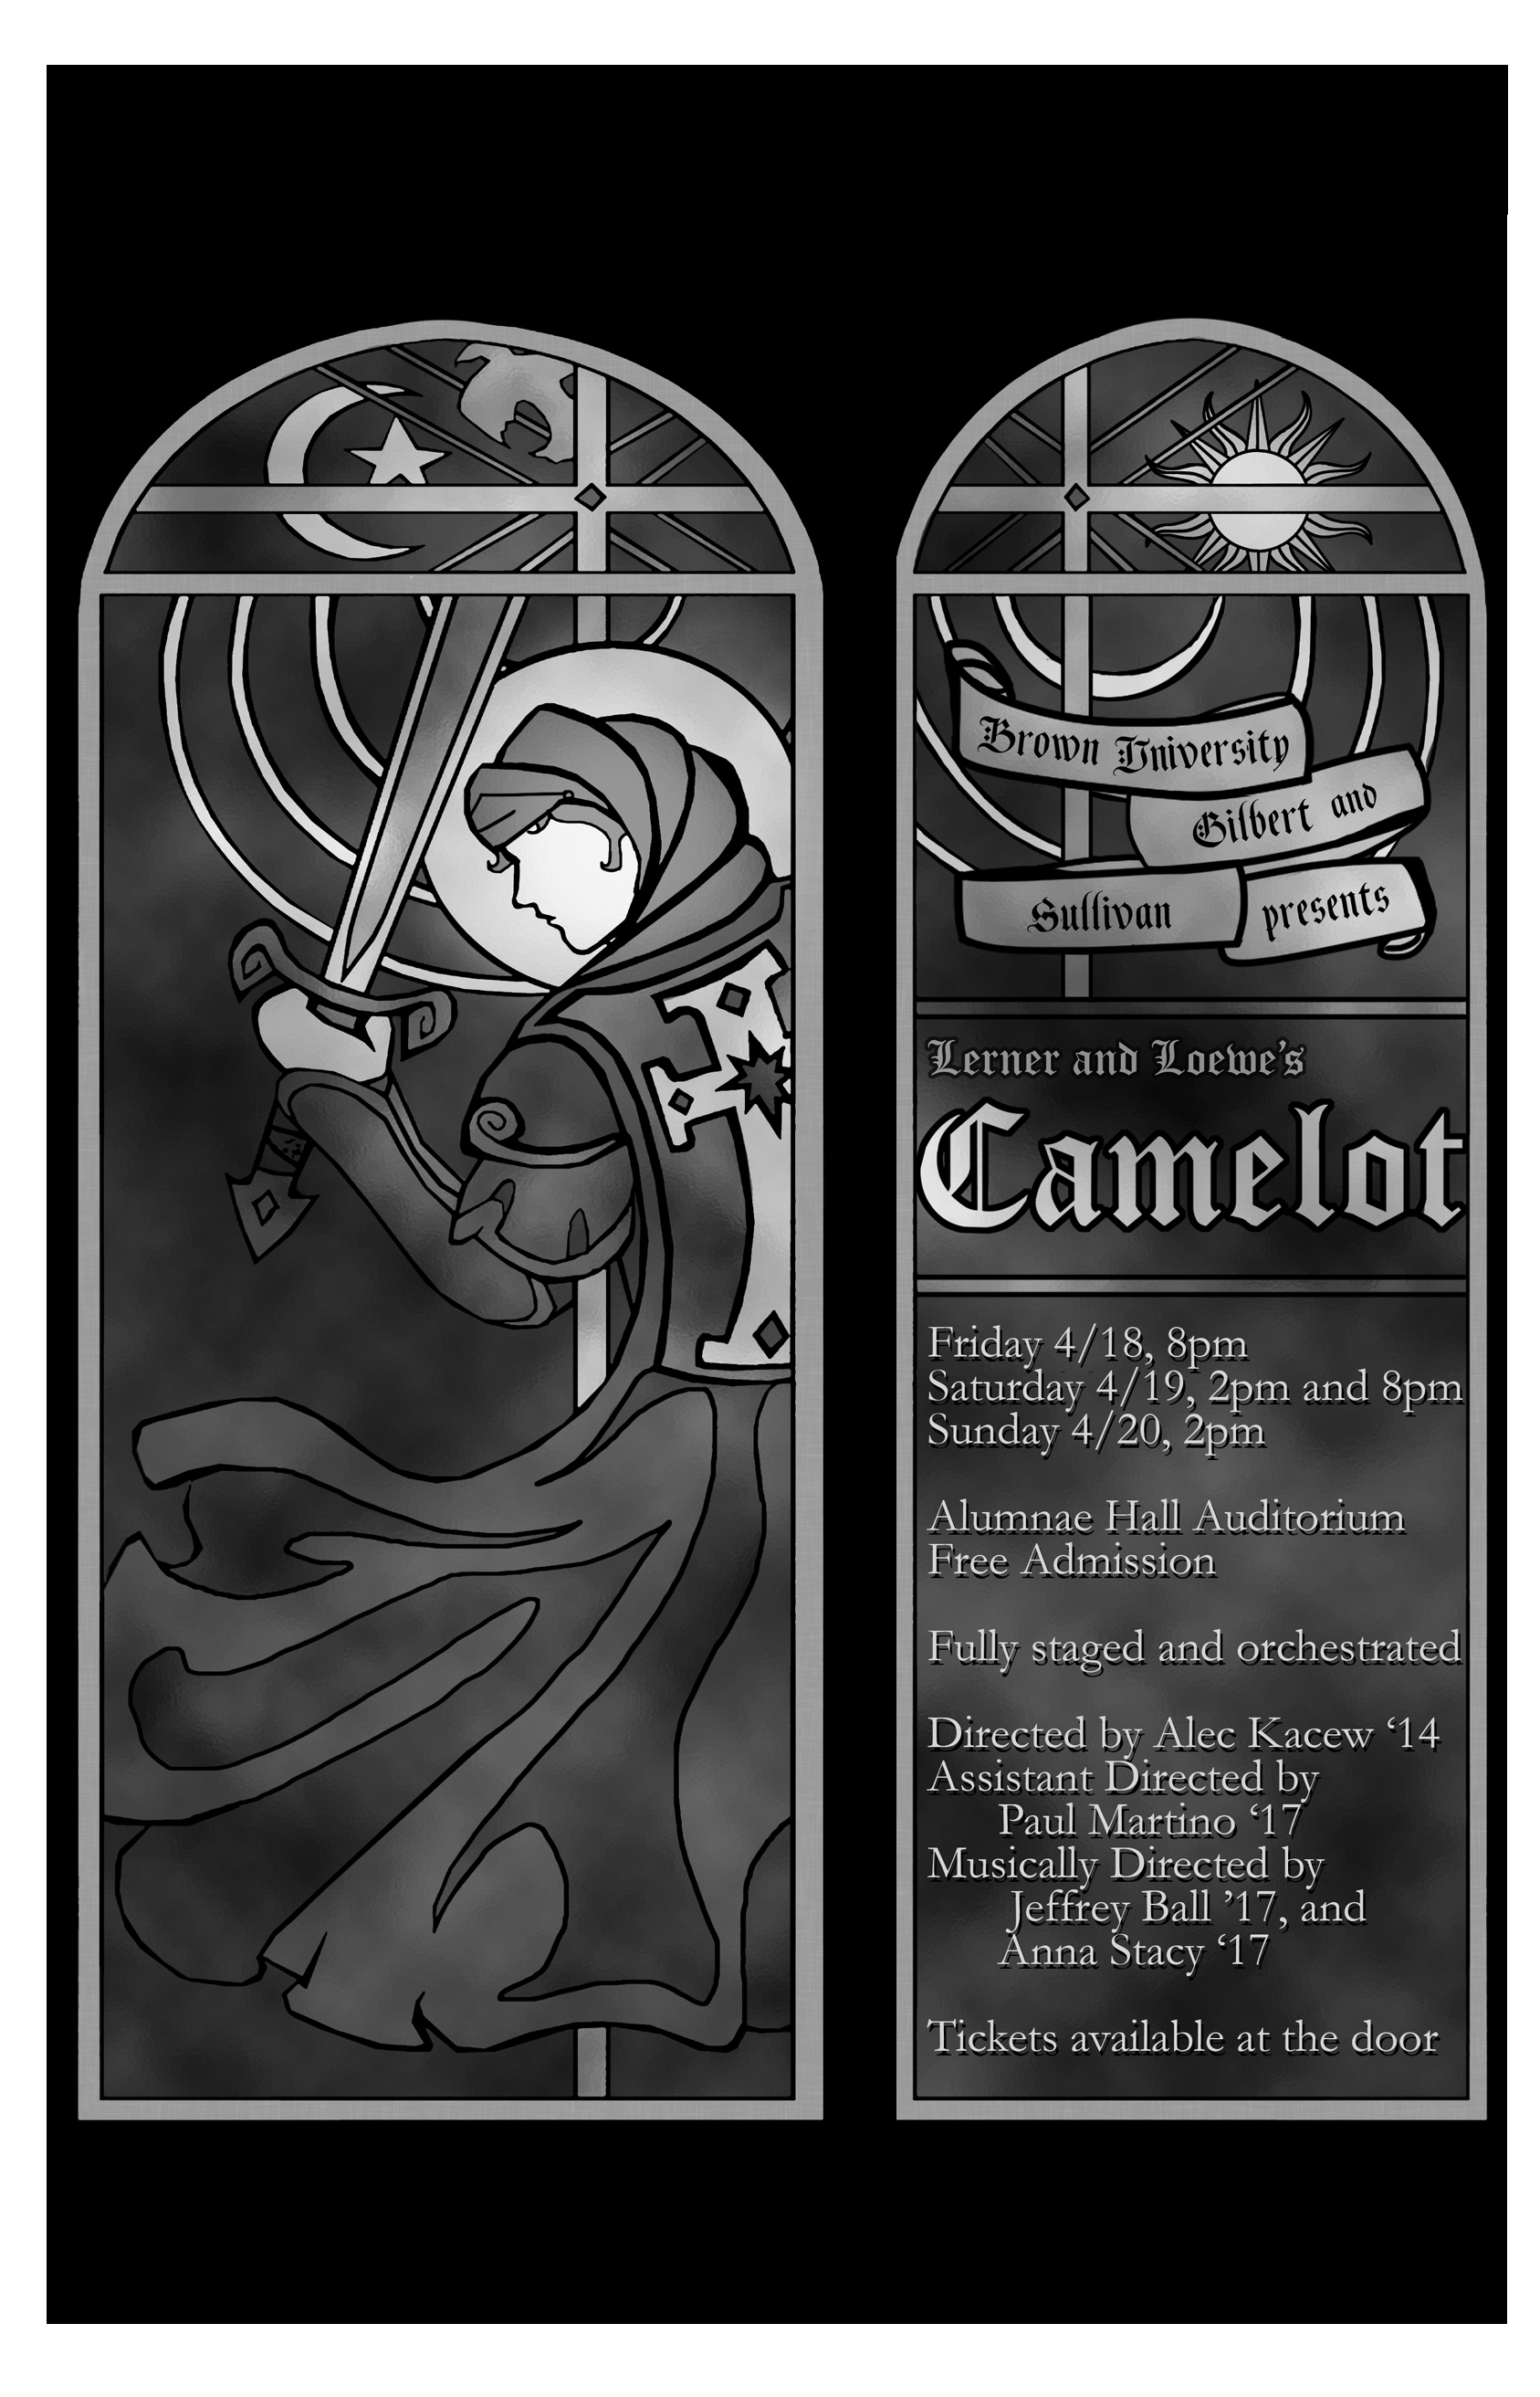 Brown University
Gilbert and
Sullivan presents
Lerner and Loewe's
Camelot
Friday 4/18, 8pm
Saturday 4/19, 2pm and 8pm
Sunday 4/20, 2pm
Alumnae Hall Auditorium
Free Admission
Fully staged and orchestrated
Directed by Alec Kacew ‘14
Assistant Directed by
Paul Martino ‘17
Musically Directed by
Jeffrey Ball ’17, and
Anna Stacy ‘17
Tickets available at the door